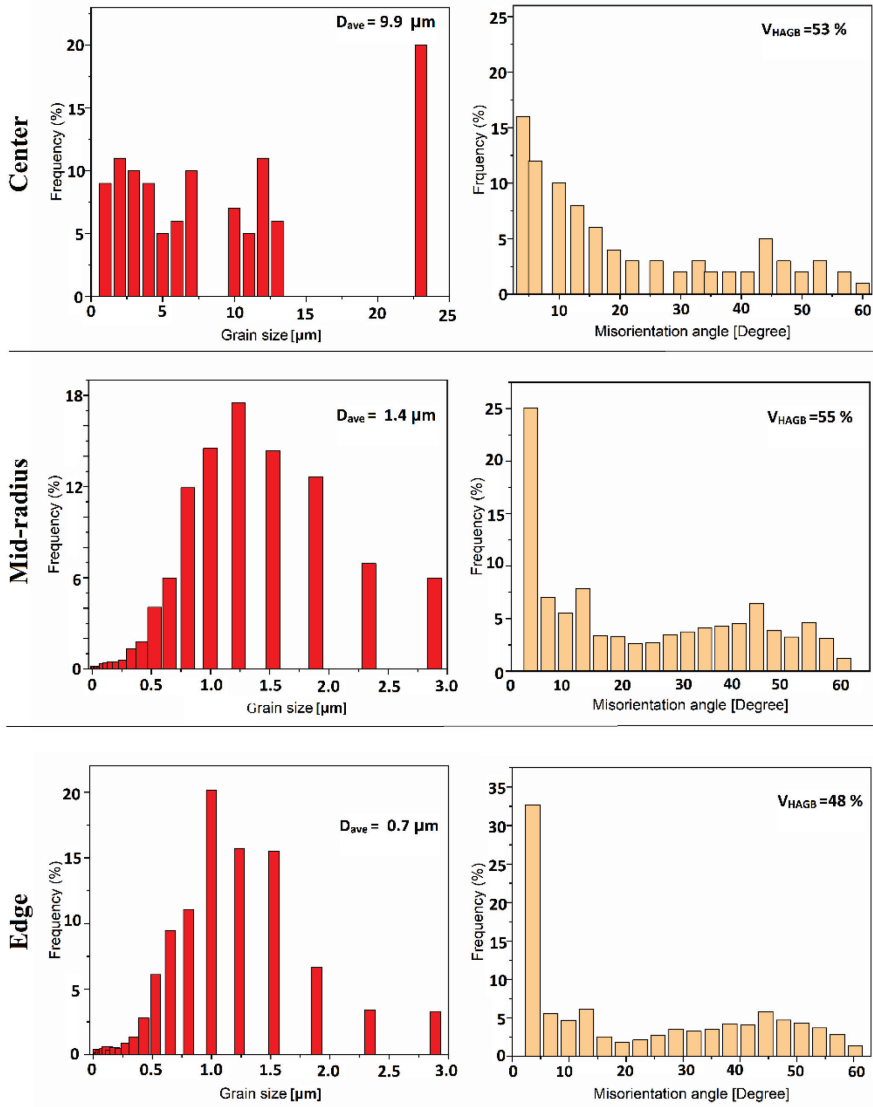 Center
D_ave = 9.9 µm
Frequency (%)
20
15
10
5
0
0 5 10 15 20 25
Grain size [µm]
V_HAGB =53 %
Frquency (%)
25
20
15
10
5
0
10 20 30 40 50 60
Misorientation angle [Degree]
Mid-radius
D_ave = 1.4 µm
Frequency (%)
18
12
6
0
0 0.5 1.0 1.5 2.0 2.5 3.0
Grain size [µm]
V_HAGB =55 %
Frequency (%)
25
20
15
10
5
0
0 10 20 30 40 50 60
Misorientation angle [Degree]
Edge
D_ave = 0.7 µm
Frequency (%)
20
15
10
5
0
0 0.5 1.0 1.5 2.0 2.5 3.0
Grain size [µm]
V_HAGB =48 %
Frequency (%)
35
30
25
20
15
10
5
0
0 10 20 30 40 50 60
Misorientation angle [Degree]